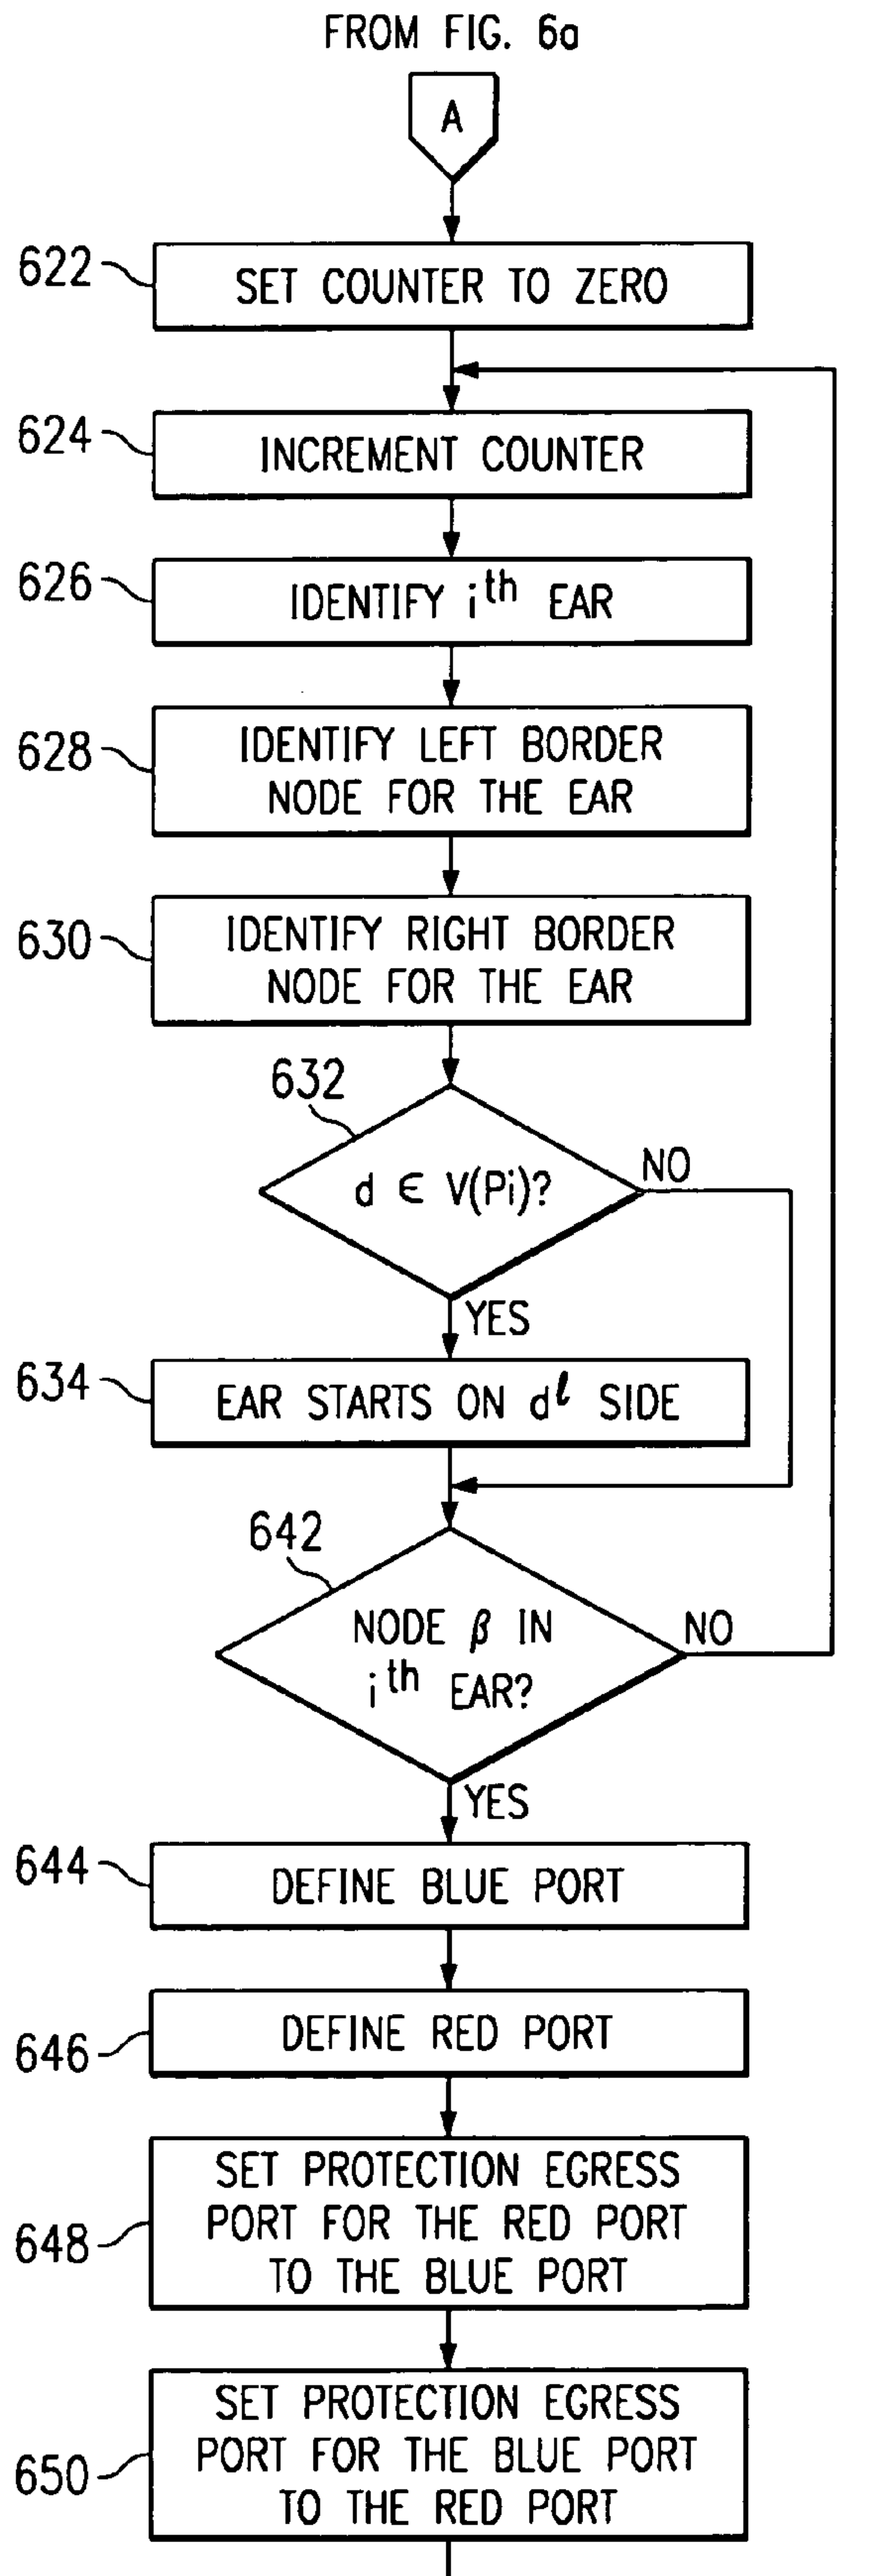 FROM FIG. 6a
A
622
SET COUNTER TO ZERO
624
INCREMENT COUNTER
626
IDENTIFY ith EAR
628
IDENTIFY LEFT BORDER
NODE FOR THE EAR
630
IDENTIFY RIGHT BORDER
NODE FOR THE EAR
632
d ∈ V(Pi)?
NO
YES
634
EAR STARTS ON dℓ SIDE
642
NODE β IN
ith EAR?
NO
YES
644
DEFINE BLUE PORT
646
DEFINE RED PORT
648
SET PROTECTION EGRESS
PORT FOR THE RED PORT
TO THE BLUE PORT
650
SET PROTECTION EGRESS
PORT FOR THE BLUE PORT
TO THE RED PORT